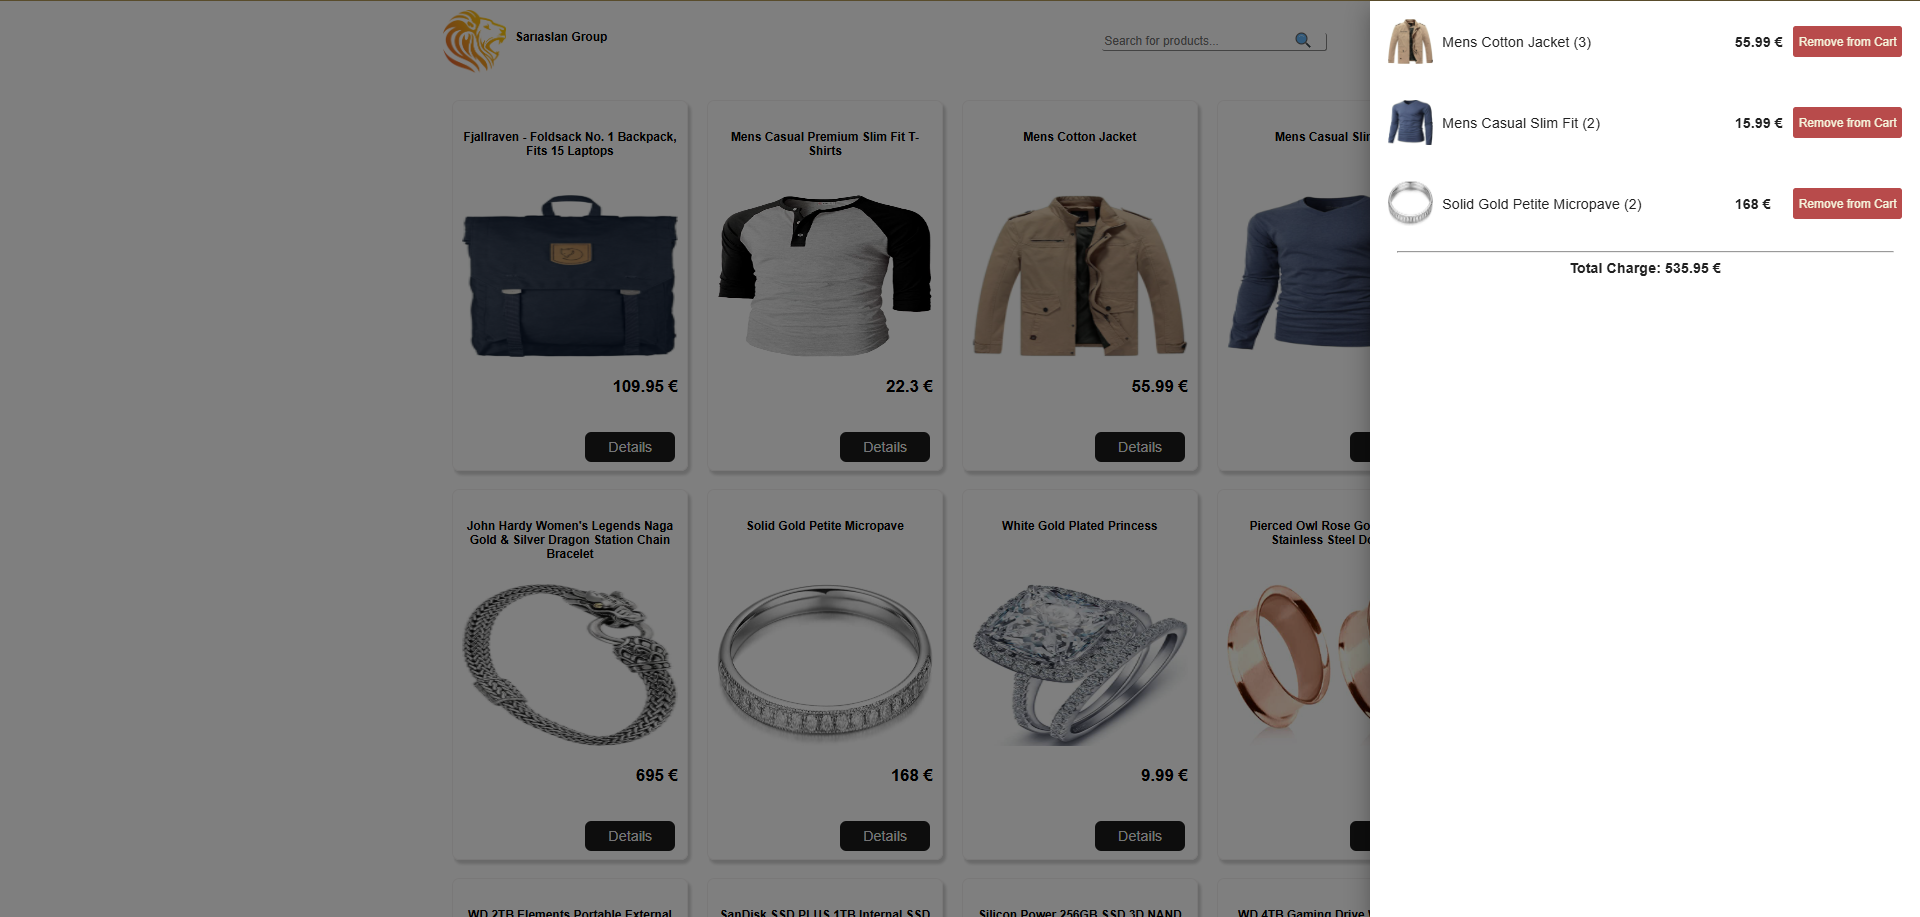 Sarıaslan Group
Search for products...
Fjallraven - Foldsack No. 1 Backpack,
Fits 15 Laptops
109.95 €
Details
Mens Casual Premium Slim Fit T-
Shirts
22.3 €
Details
Mens Cotton Jacket
55.99 €
Details
Mens Casual
John Hardy Women's Legends Naga
Gold & Silver Dragon Station Chain
Bracelet
695 €
Details
Solid Gold Petite Micropave
168 €
Details
White Gold Plated Princess
9.99 €
Details
Pierced Owl Rose
Stainless Steel
WD 2TB Elements Portable External
SanDisk SSD PLUS 1TB Internal SSD
Silicon Power 256GB SSD 3D NAND
WD 4TB Gaming Drive
Mens Cotton Jacket (3)
55.99 €
Remove from Cart
Mens Casual Slim Fit (2)
15.99 €
Remove from Cart
Solid Gold Petite Micropave (2)
168 €
Remove from Cart
Total Charge: 535.95 €